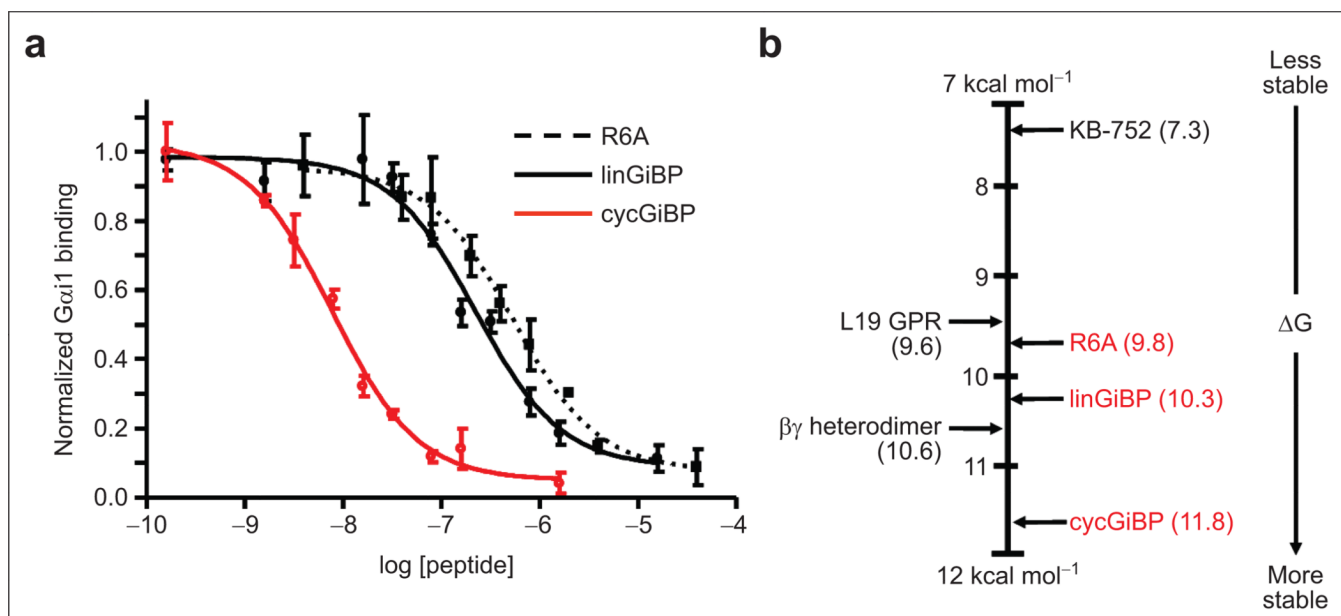 a
Normalized Gαi1 binding
1.0
0.8
0.6
0.4
0.2
0.0
–10
–9
–8
–7
–6
–5
–4
log [peptide]
R6A
linGiBP
cycGiBP
b
7 kcal mol–1
8
9
10
11
12 kcal mol–1
L19 GPR
(9.6)
βγ heterodimer
(10.6)
KB-752 (7.3)
R6A (9.8)
linGiBP (10.3)
cycGiBP (11.8)
Less
stable
ΔG
More
stable